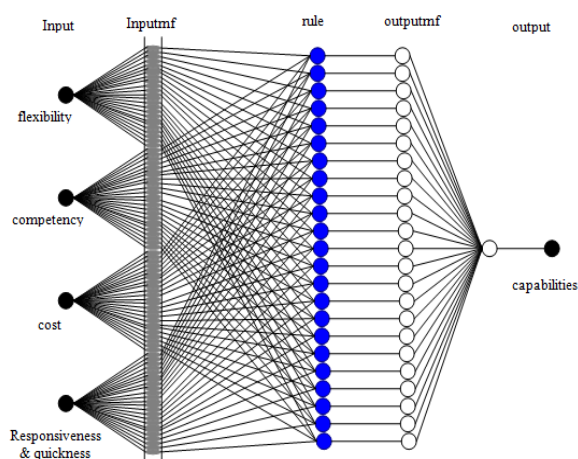 Input
Inputmf
rule
outputmf
output
flexibility
competency
cost
Responsiveness
& quickness
capabilities